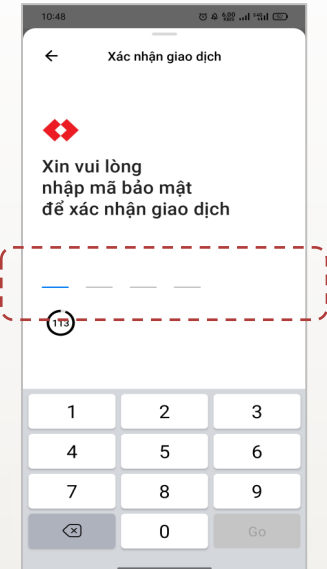 10:48
Xác nhận giao dịch
Xin vui lòng
nhập mã bảo mật
để xác nhận giao dịch
113
1 2 3
4 5 6
7 8 9
0 Go